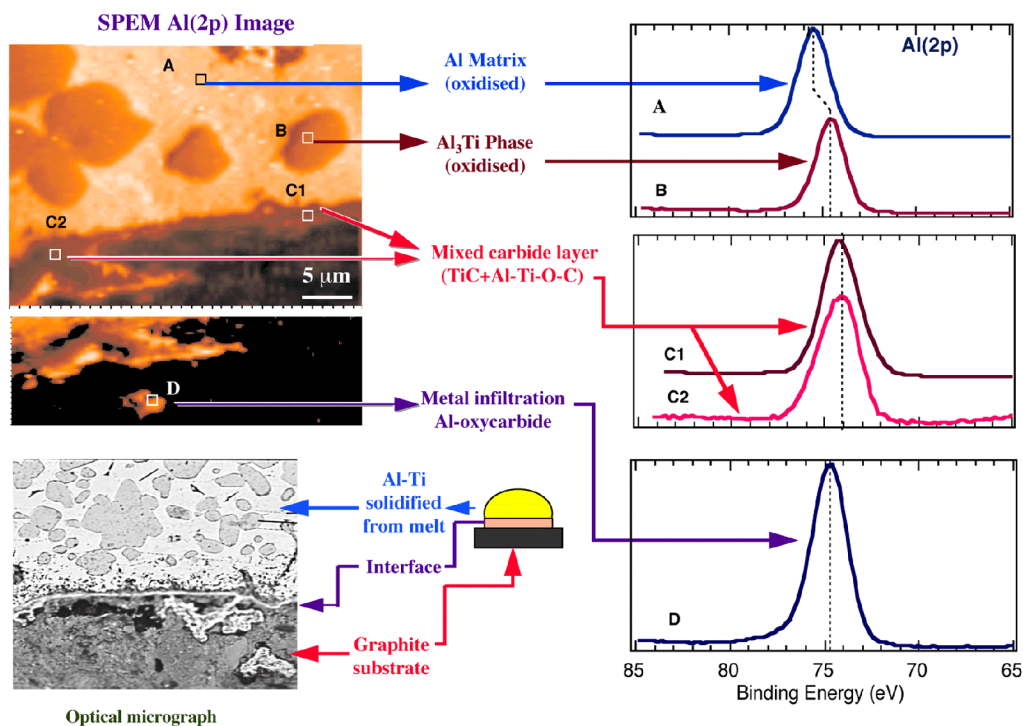 SPEM Al(2p) Image
A
B
C1
C2
5 μm
D
Al Matrix
(oxidised)
Al₃Ti Phase
(oxidised)
Mixed carbide layer
(TiC+Al-Ti-O-C)
Metal infiltration
Al-oxycarbide
Al-Ti
solidified
from melt
Interface
Graphite
substrate
Optical micrograph
Al(2p)
A
B
C1
C2
D
85
80
75
70
65
Binding Energy (eV)